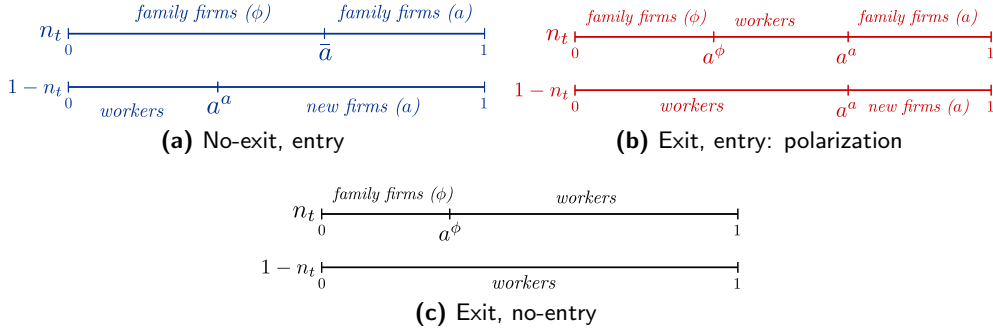 family firms (ϕ) family firms (a)
n_t
0 ā 1
1 − n_t
0 a^a 1
workers new firms (a)
(a) No-exit, entry
family firms (ϕ) workers family firms (a)
n_t
0 a^ϕ a^a 1
1 − n_t
0 workers a^a new firms (a) 1
(b) Exit, entry: polarization
family firms (ϕ) workers
n_t
0 a^ϕ 1
1 − n_t
0 workers 1
(c) Exit, no-entry